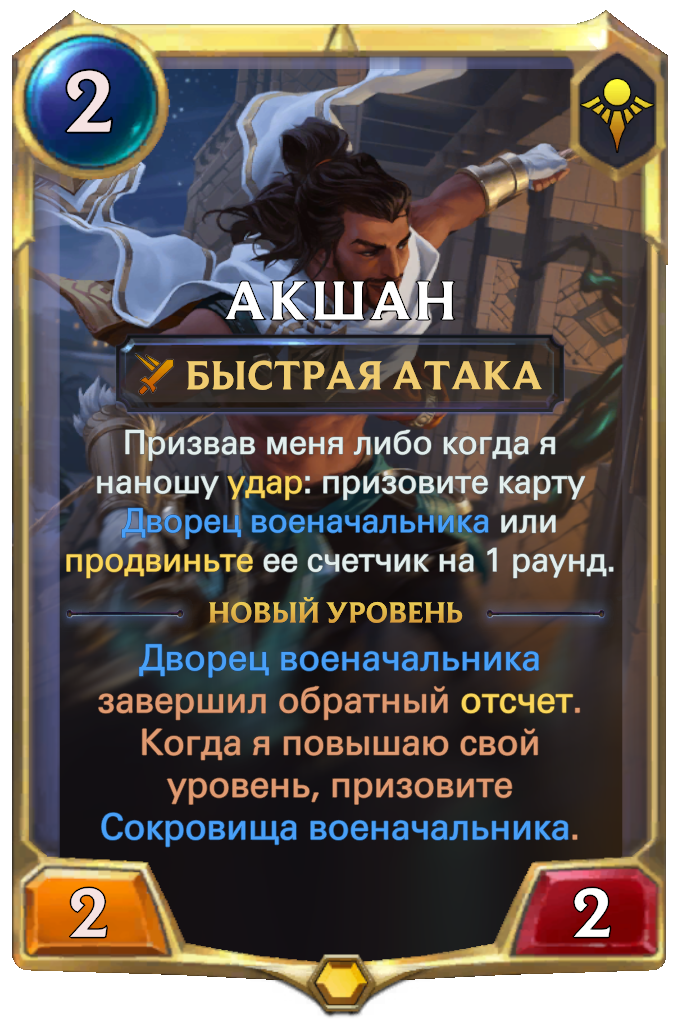 2
АКШАН
БЫСТРАЯ АТАКА
Призвав меня либо когда я
наношу удар: призовите карту
Дворец военачальника или
продвиньте ее счетчик на 1 раунд.
НОВЫЙ УРОВЕНЬ
Дворец военачальника
завершил обратный отсчет.
Когда я повышаю свой
уровень, призовите
Сокровища военачальника.
2
2